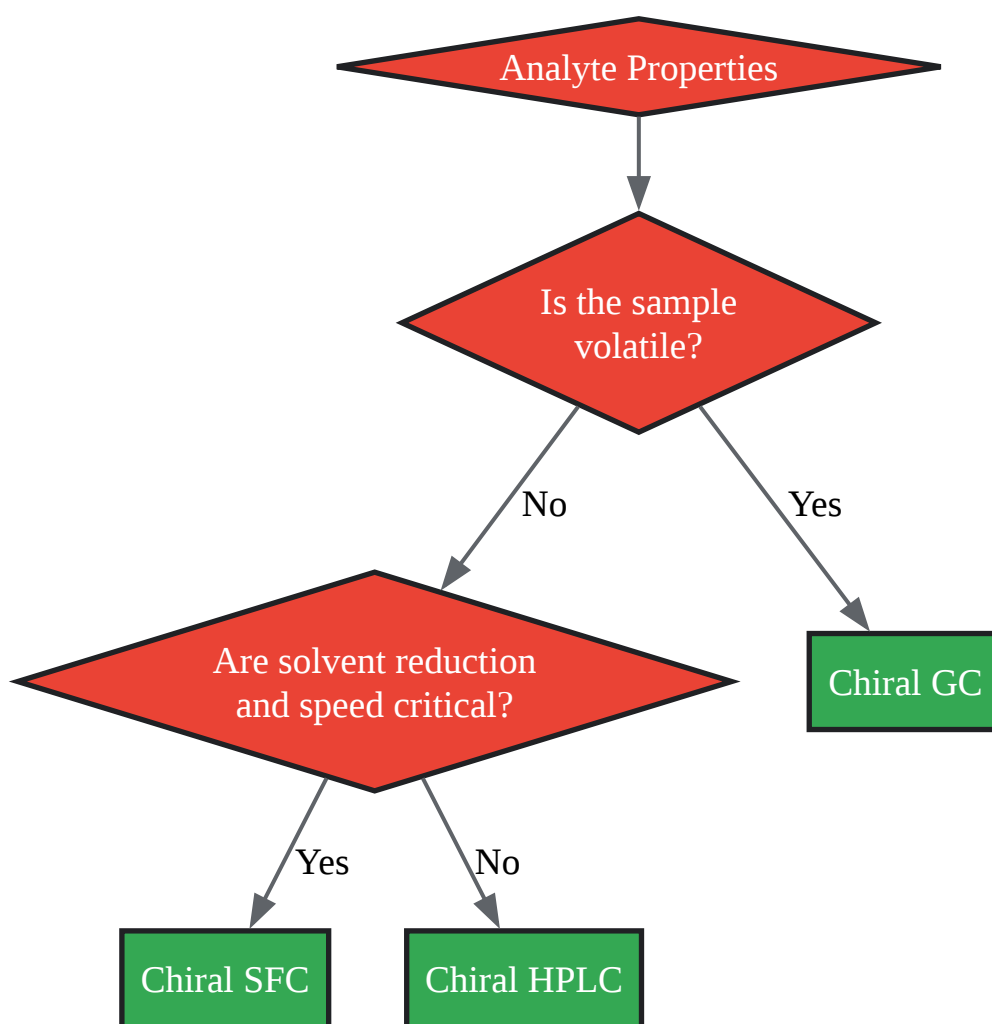 Analyte Properties
Is the sample
volatile?
No
Yes
Are solvent reduction
and speed critical?
Chiral GC
Yes
No
Chiral SFC
Chiral HPLC